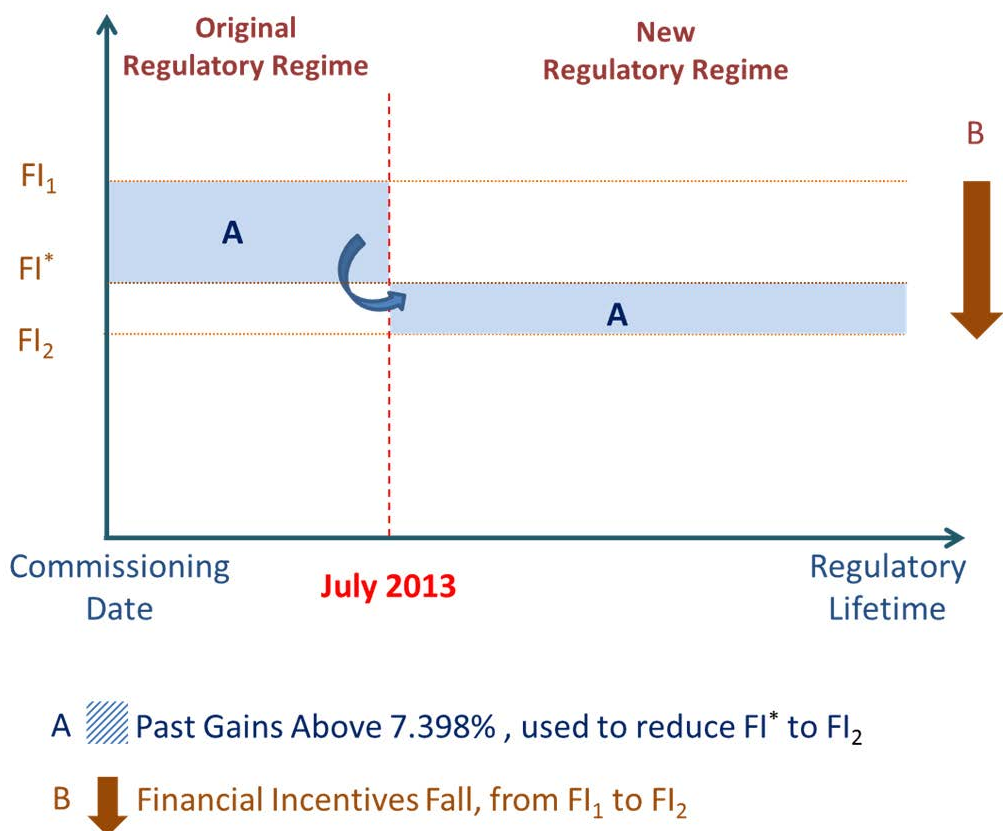 Original
Regulatory Regime
New
Regulatory Regime
B
FI₁
A
FI*
A
FI₂
Commissioning
Date
July 2013
Regulatory
Lifetime
A Past Gains Above 7.398% , used to reduce FI* to FI₂
B Financial Incentives Fall, from FI₁ to FI₂